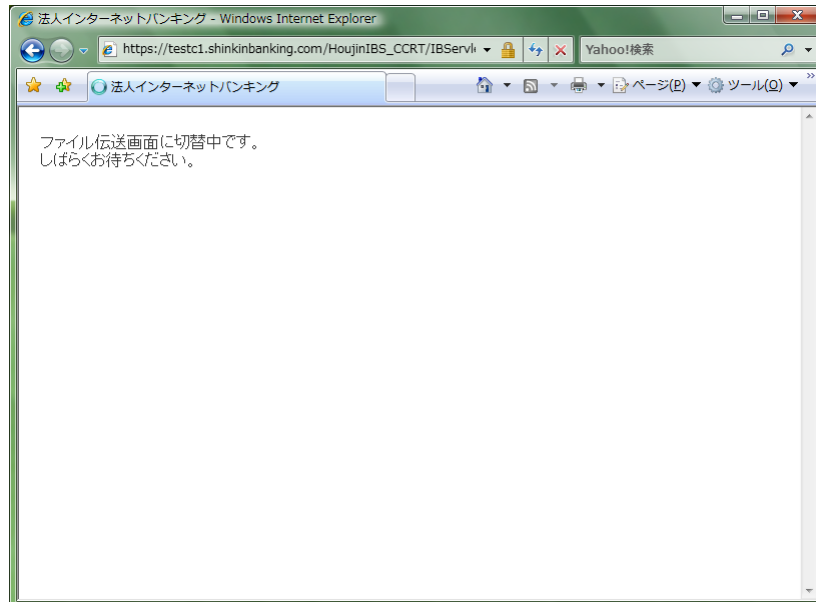 法人インターネットバンキング - Windows Internet Explorer
https://testc1.shinkinbanking.com/HoujinIBS_CCRT/IBServl
Yahoo!検索
法人インターネットバンキング
ページ(P)
ツール(O)
ファイル伝送画面に切替中です。
しばらくお待ちください。